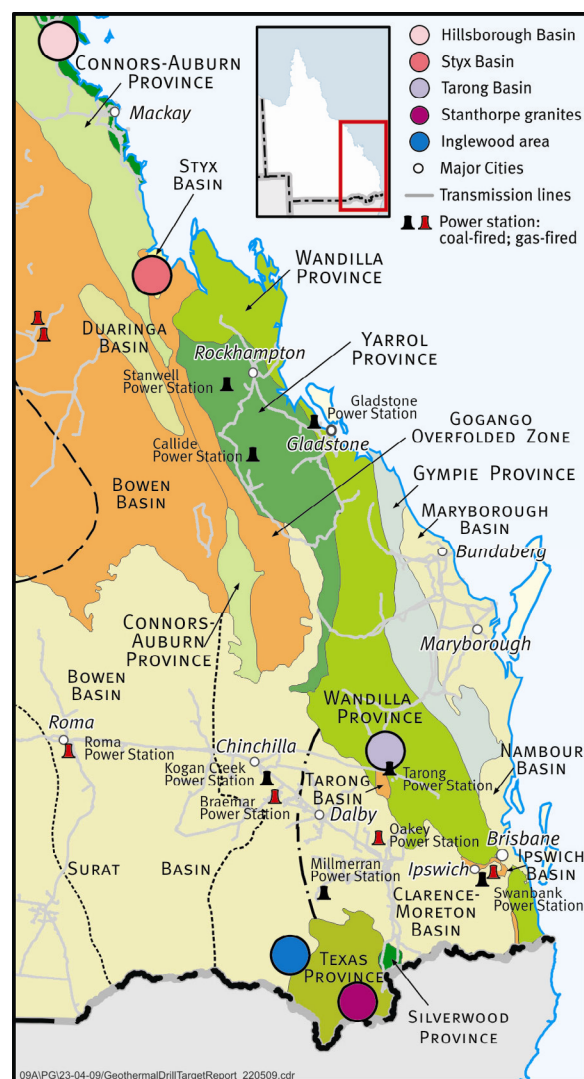 Hillsborough Basin
Styx Basin
Tarong Basin
Stanthorpe granites
Inglewood area
Major Cities
Transmission lines
Power station:
coal-fired; gas-fired
CONNORS-AUBURN
PROVINCE
Mackay
STYX
BASIN
WANDILLA
PROVINCE
DUARINGA
BASIN
Rockhampton
YARROL
PROVINCE
Stanwell
Power Station
Gladstone
Power Station
Gladstone
GOGANGO
OVERFOLDED ZONE
Callide
Power Station
GYMPIE PROVINCE
BOWEN
BASIN
MARYBOROUGH
BASIN
Bundaberg
CONNORS-
AUBURN
PROVINCE
Maryborough
BOWEN
BASIN
WANDILLA
PROVINCE
Roma
Roma
Power Station
Chinchilla
NAMBOUR
BASIN
Kogan Creek
Power Station
Tarong
Power Station
TARONG
BASIN
Braemar
Power Station
Dalby
Oakey
Power Station
Brisbane
IPSWICH
BASIN
Ipswich
SURAT BASIN
Millmerran
Power Station
Swanbank
Power Station
CLARENCE-
MORETON
BASIN
TEXAS
PROVINCE
SILVERWOOD
PROVINCE
09A\PG\23-04-09/GeothermalDrillTargetReport_220509.cdr